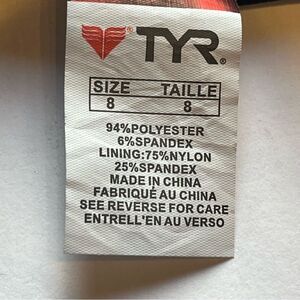 TYR®
SIZE TAILLE
8 8
94%POLYESTER
6%SPANDEX
LINING:75%NYLON
25%SPANDEX
MADE IN CHINA
FABRIQUÉ AU CHINA
SEE REVERSE FOR CARE
ENTRELL'EN AU VERSO